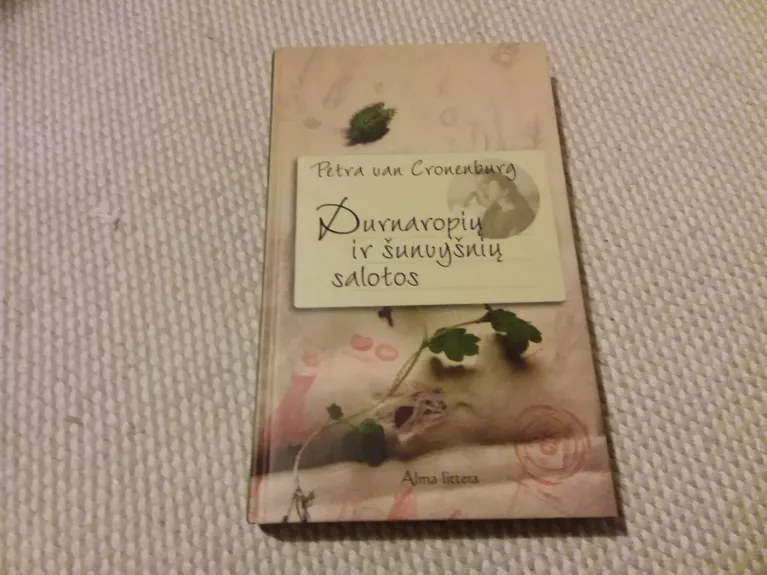 Petra van Cronenburg
Durnaropių
ir šunvyšnių
salotos
Alma littera